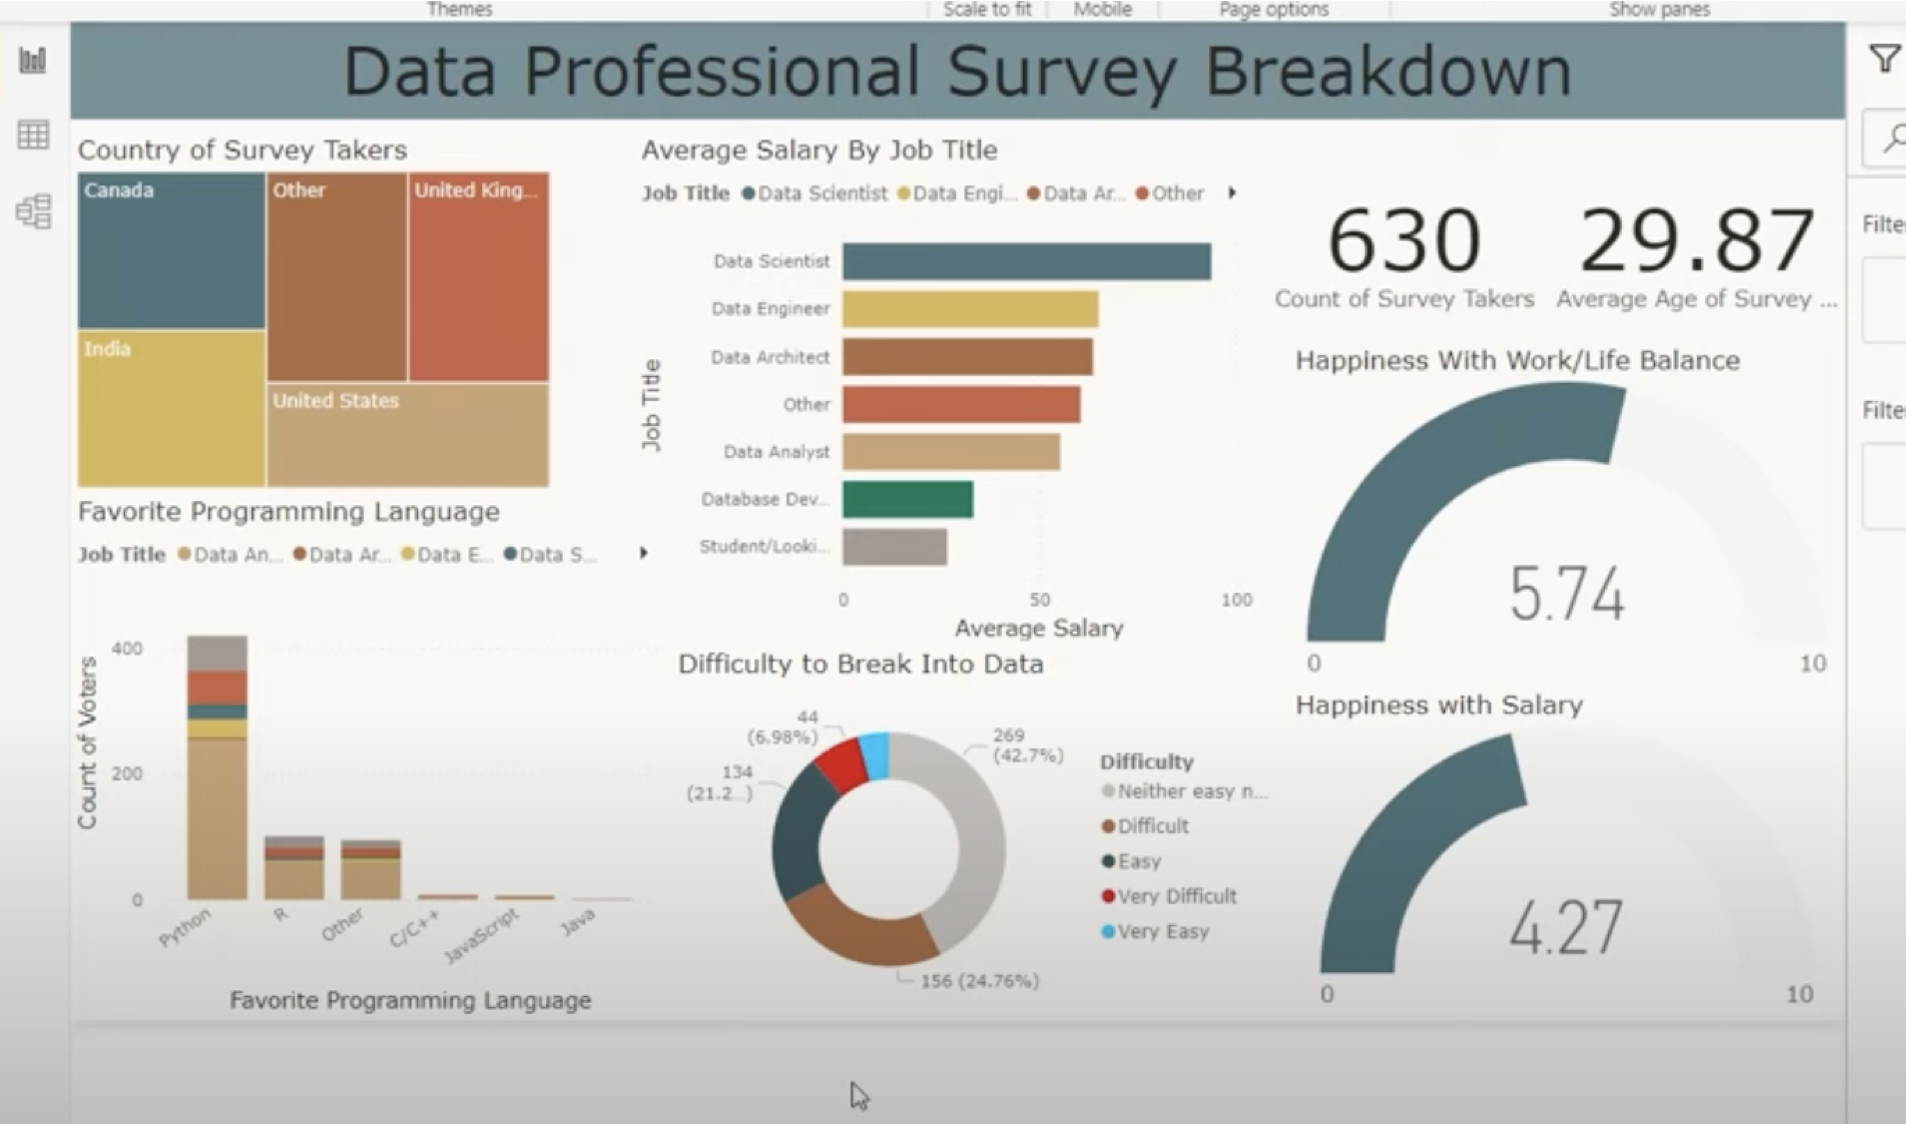 Themes
Scale to fit
Mobile
Page options
Show panes
Data Professional Survey Breakdown
Country of Survey Takers
Canada
Other
United King...
India
United States
Average Salary By Job Title
Job Title Data Scientist Data Engi... Data Ar... Other
Job Title
Data Scientist
Data Engineer
Data Architect
Other
Data Analyst
Database Dev...
Student/Looki...
0 50 100
Average Salary
630
Count of Survey Takers
29.87
Average Age of Survey ...
Happiness With Work/Life Balance
5.74
0 10
Favorite Programming Language
Job Title Data An... Data Ar... Data E... Data S...
Count of Voters
400
200
0
Python R Other C/C++ JavaScript Java
Favorite Programming Language
Difficulty to Break Into Data
44
(6.98%)
134
(21.2...)
269
(42.7%)
156 (24.76%)
Difficulty
Neither easy n...
Difficult
Easy
Very Difficult
Very Easy
Happiness with Salary
4.27
0 10
Filte
Filte